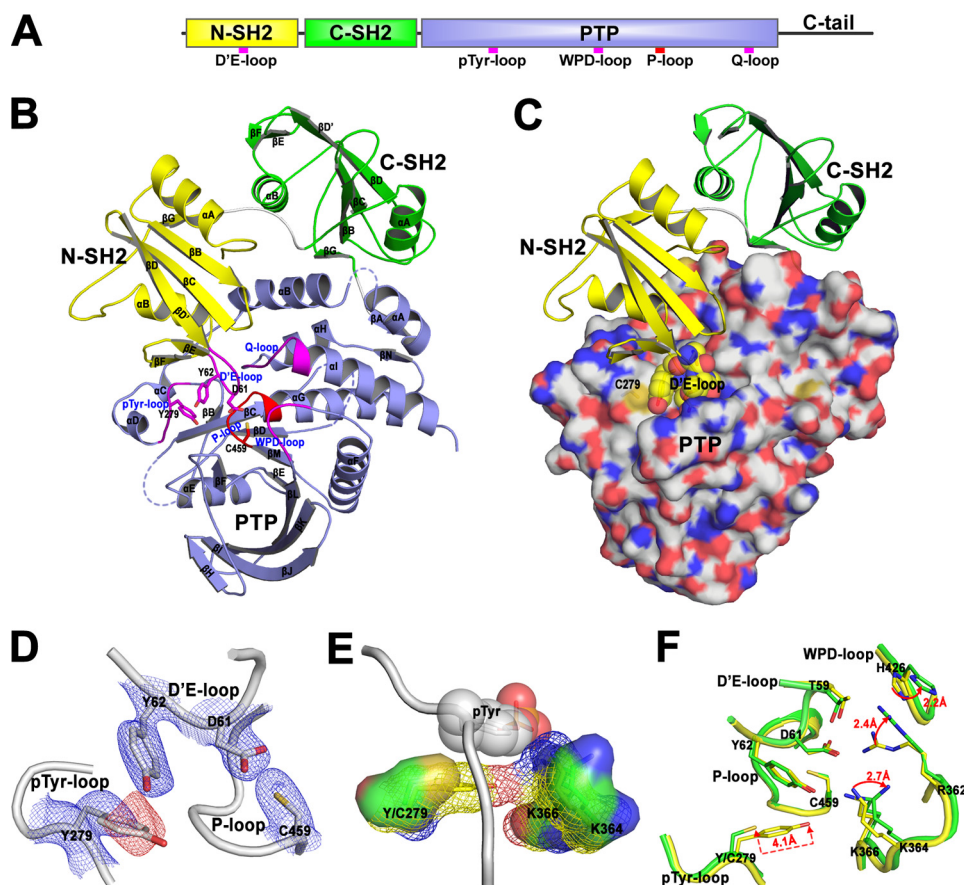 A
N-SH2 C-SH2 PTP C-tail
D'E-loop pTyr-loop WPD-loop P-loop Q-loop
B
βF βE βD'
C-SH2
αB βD βC αA
βB
βG
αA
βG
N-SH2
βB
βD βC
αB
βD'
αB
βA αA
βE
βF
αH
βN
Q-loop
Y62
D'E-loop
αI
D61
αC
pTyr-loop
Y279
αD
βB
βC
αG
P-loop
βD
WPD-loop
C459
βM
αF
βE
αE
βF
βL
PTP
βK
βI
βH
βJ
C
C-SH2
N-SH2
C279
D'E-loop
PTP
D
D'E-loop
Y62
D61
pTyr-loop
P-loop
Y279
C459
E
pTyr
Y/C279
K366
K364
F
WPD-loop
H426
2.2Å
D'E-loop
T59
2.4Å
D61
Y62
P-loop
2.7Å
C459
R362
Y/C279
4.1Å
K366
K364
pTyr-loop